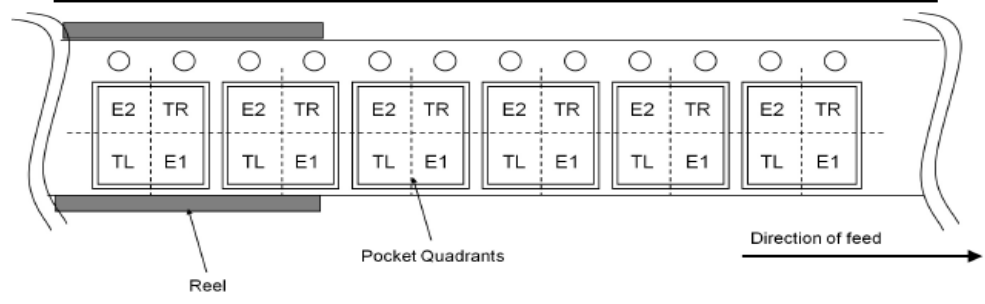 E2 TR E2 TR E2 TR E2 TR E2 TR E2 TR
TL E1 TL E1 TL E1 TL E1 TL E1 TL E1
Direction of feed
Pocket Quadrants
Reel